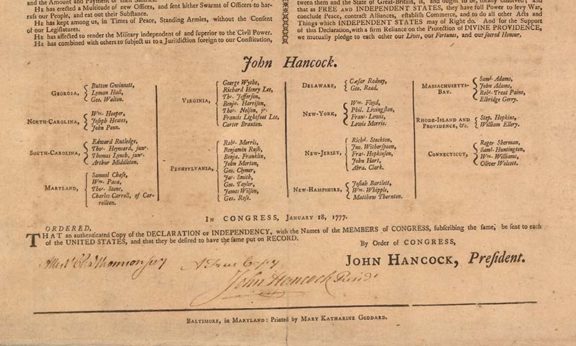 and the Amount and Payment of their
He has erected a Multitude of new Offices, and ſent hither Swarms of Officers to har-
raſs our People, and eat out their Subſtance.
He has kept among us, in Times of Peace, Standing Armies, without the Conſent
of our Legiſlatures.
He has affected to render the Military independent of and ſuperior to the Civil Power.
He has combined with others to ſubject us to a Juriſdiction foreign to our Conſtitution,
tween them and the State of Great-Britain, is, and ought to be, totally
that as FREE AND INDEPENDENT STATES, they have full Power to levy War,
conclude Peace, contract Alliances, eſtabliſh Commerce, and to do all other Acts and
Things which INDEPENDENT STATES may of Right do. And for the Support
of this Declaration, with a firm Reliance on the Protection of DIVINE PROVIDENCE,
we mutually pledge to each other our Lives, our Fortunes, and our ſacred Honour.
John Hancock.
GEORGIA,
Button Gwinnett,
Lyman Hall,
Geo. Walton.
NORTH-CAROLINA,
Wm. Hooper,
Joſeph Hewes,
John Penn.
SOUTH-CAROLINA,
Edward Rutledge,
Thos. Heyward, junr.
Thomas Lynch, junr.
Arthur Middleton.
MARYLAND,
Samuel Chaſe,
Wm. Paca,
Thos. Stone,
Charles Carroll, of Car-
rollton.
VIRGINIA,
George Wythe,
Richard Henry Lee,
Ths. Jefferſon,
Benja. Harriſon,
Thos. Nelſon, jr.
Francis Lightfoot Lee,
Carter Braxton.
PENNSYLVANIA,
Robt. Morris,
Benjamin Ruſh,
Benja. Franklin,
John Morton,
Geo. Clymer,
Jas. Smith,
Geo. Taylor,
James Wilſon,
Geo. Roſs.
DELAWARE,
Caeſar Rodney,
Geo. Read.
NEW-YORK,
Wm. Floyd,
Phil. Livingſton,
Frans. Lewis,
Lewis Morris.
NEW-JERSEY,
Richd. Stockton,
Jno. Witherſpoon,
Fras. Hopkinſon,
John Hart,
Abra. Clark.
NEW-HAMPSHIRE,
Joſiah Bartlett,
Wm. Whipple,
Matthew Thornton.
MASSACHUSETTS-
BAY,
Saml. Adams,
John Adams,
Robt. Treat Paine,
Elbridge Gerry.
RHODE-ISLAND AND
PROVIDENCE, &c.
Step. Hopkins,
William Ellery.
CONNECTICUT,
Roger Sherman,
Saml. Huntington,
Wm. Williams,
Oliver Wolcott.
IN CONGRESS, JANUARY 18, 1777.
ORDERED,
THAT an authenticated Copy of the DECLARATION OF INDEPENDENCY, with the Names of the MEMBERS OF CONGRESS, ſubſcribing the ſame, be ſent to each
of the UNITED STATES, and that they be deſired to have the ſame put on RECORD.
By Order of CONGRESS,
JOHN HANCOCK, Preſident.
A True Copy
John Hancock Presidt
BALTIMORE, in MARYLAND: Printed by MARY KATHARINE GODDARD.